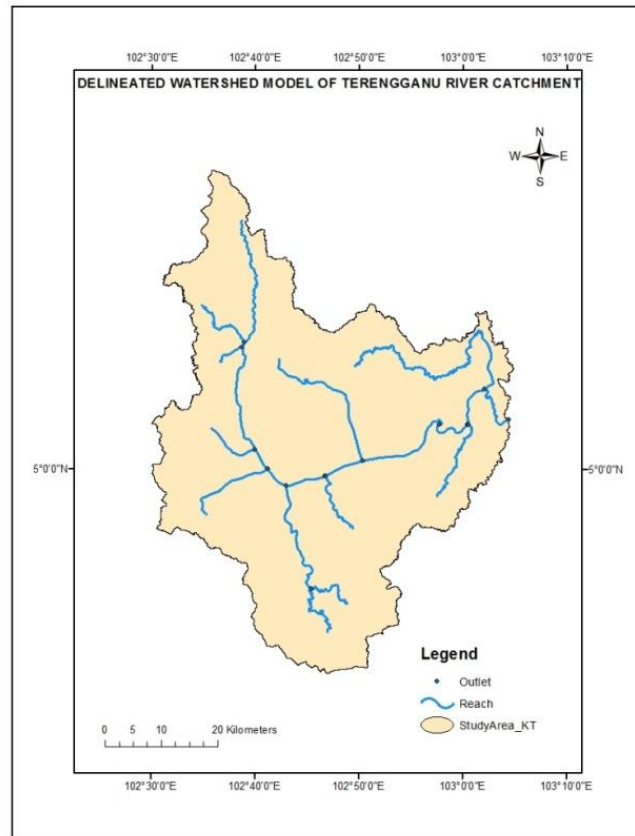 102°30'0"E 102°40'0"E 102°50'0"E 103°0'0"E 103°10'0"E
DELINEATED WATERSHED MODEL OF TERENGGANU RIVER CATCHMENT
N
W E
S
5°0'0"N 5°0'0"N
Legend
Outlet
Reach
StudyArea_KT
0 5 10 20 Kilometers
102°30'0"E 102°40'0"E 102°50'0"E 103°0'0"E 103°10'0"E